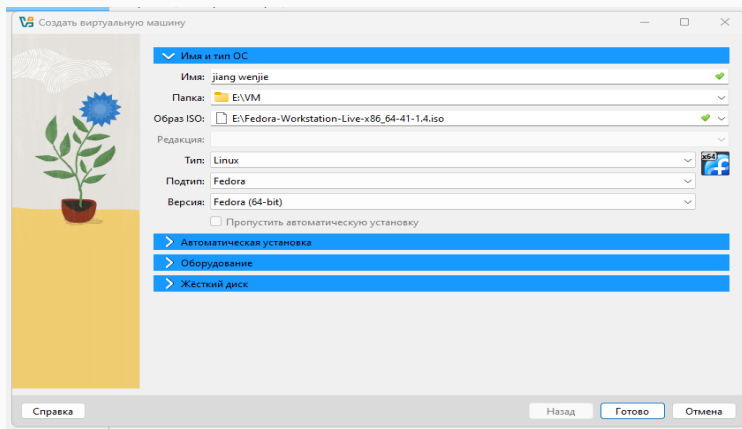 Создать виртуальную машину
Имя и тип ОС
Имя: jiang wenjie
Папка: E:\VM
Образ ISO: E:\Fedora-Workstation-Live-x86_64-41-1.4.iso
Редакция:
Тип: Linux
x64
Подтип: Fedora
Версия: Fedora (64-bit)
Пропустить автоматическую установку
Автоматическая установка
Оборудование
Жёсткий диск
Справка Назад Готово Отмена